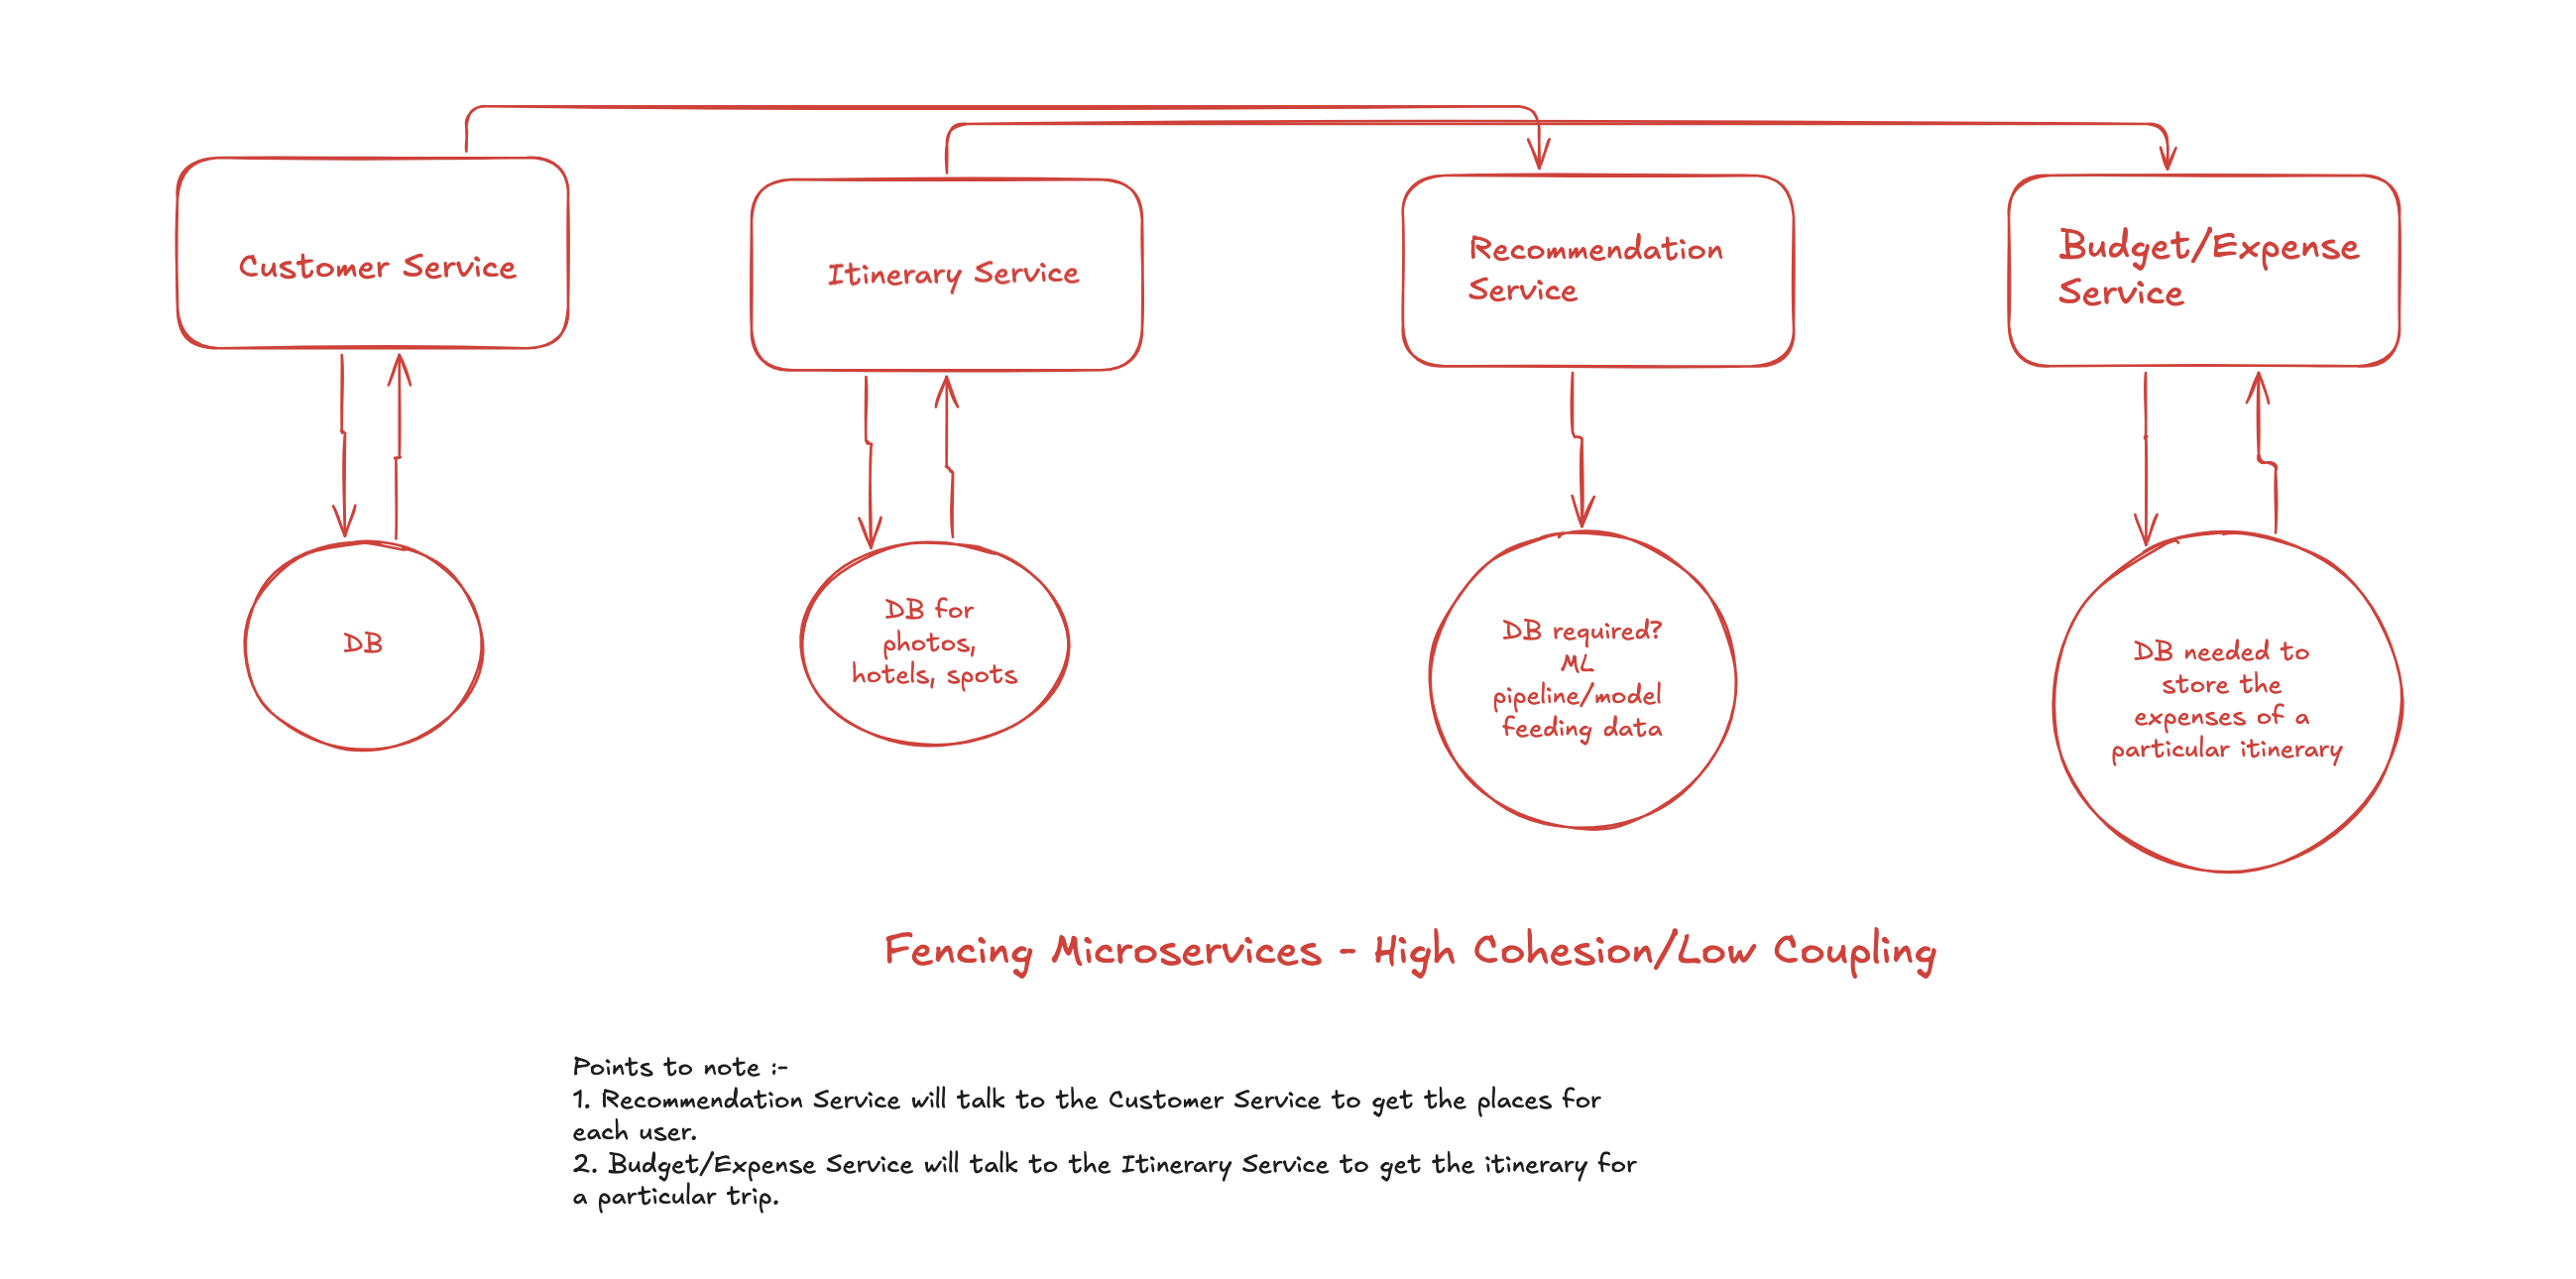 Customer Service
Itinerary Service
Recommendation
Service
Budget/Expense
Service
DB
DB for
photos,
hotels, spots
DB required?
ML
pipeline/model
feeding data
DB needed to
store the
expenses of a
particular itinerary
Fencing Microservices - High Cohesion/Low Coupling
Points to note :-
1. Recommendation Service will talk to the Customer Service to get the places for
each user.
2. Budget/Expense Service will talk to the Itinerary Service to get the itinerary for
a particular trip.